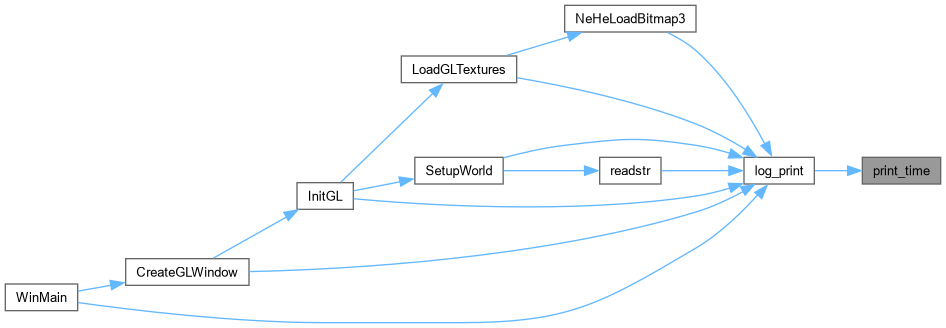 NeHeLoadBitmap3
LoadGLTextures
SetupWorld
readstr
log_print
print_time
InitGL
CreateGLWindow
WinMain